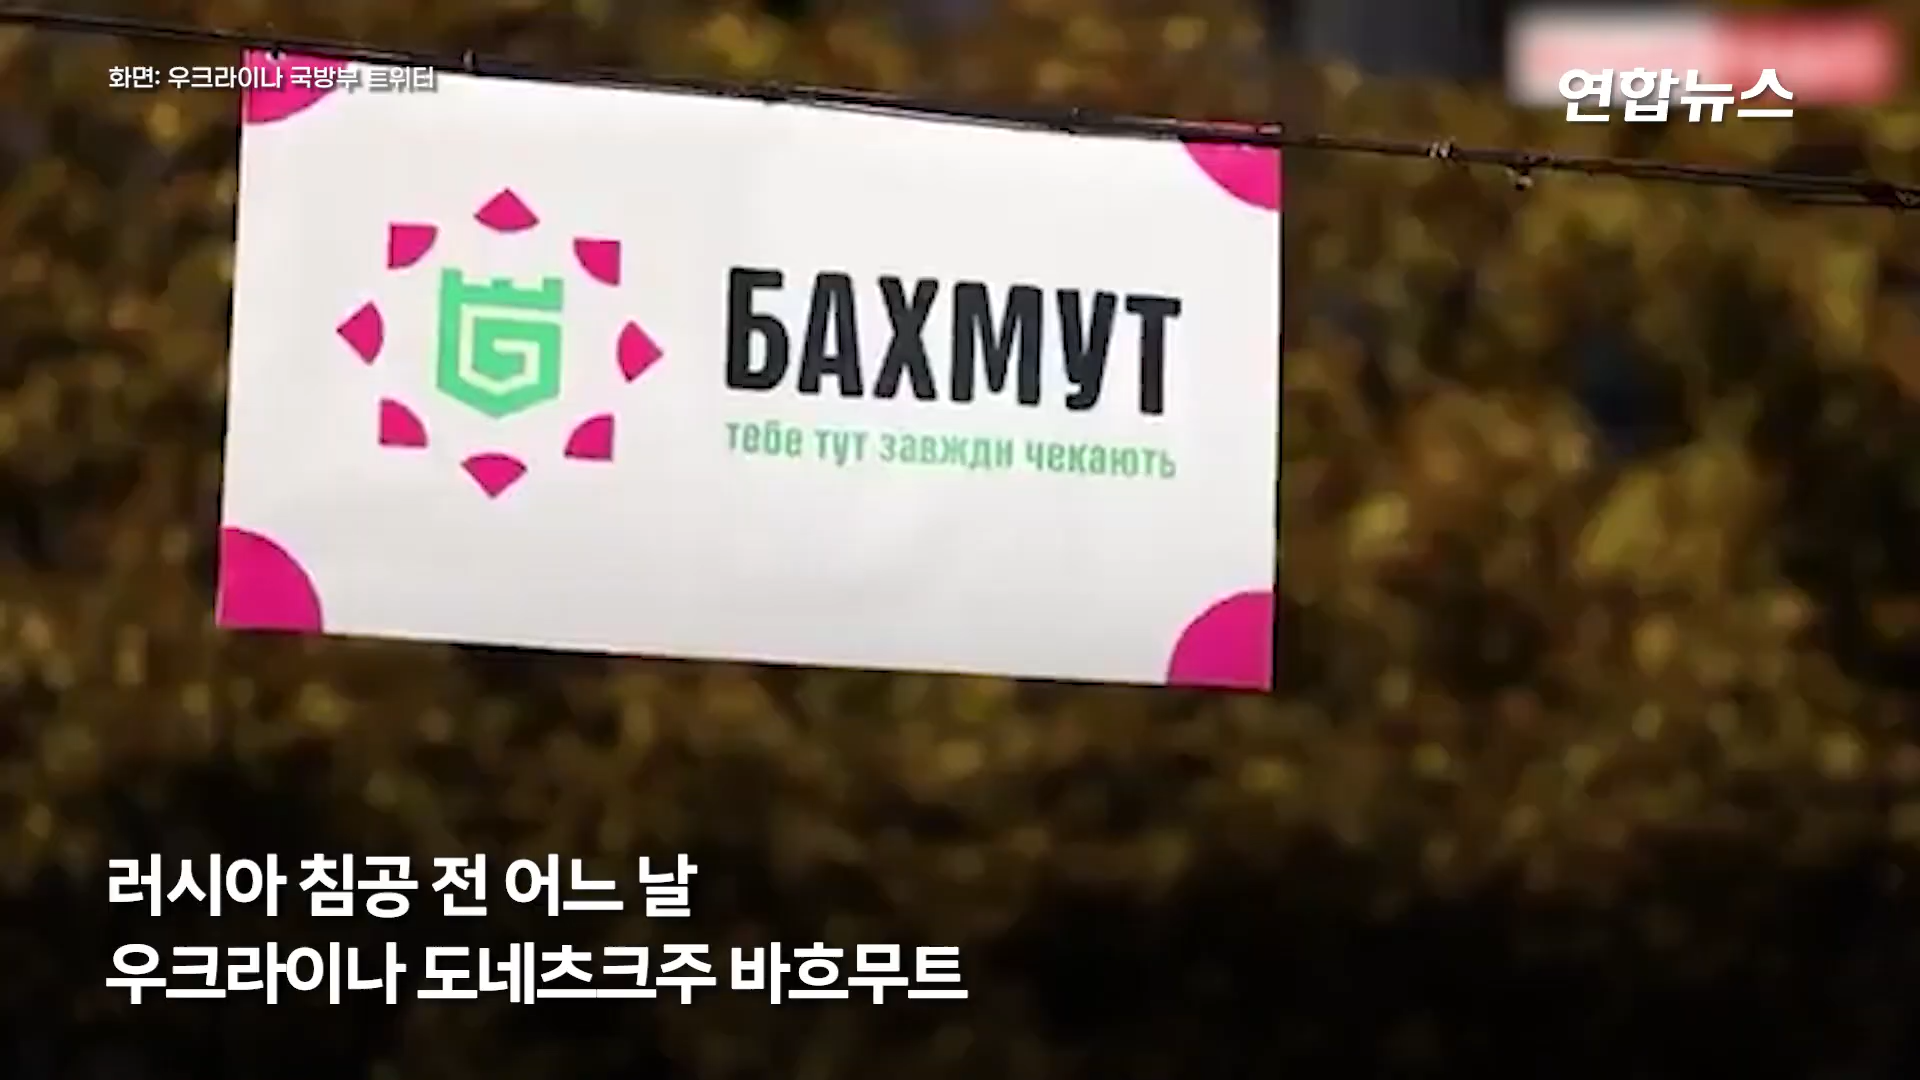 화면: 우크라이나 국방부 트위터
연합뉴스
БАХМУТ
тебе тут завжди чекають
러시아 침공 전 어느 날
우크라이나 도네츠크주 바흐무트